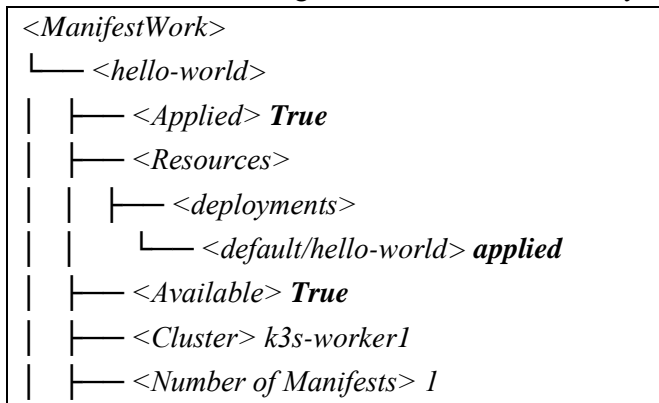 <ManifestWork>
└── <hello-world>
│ ├── <Applied> True
│ ├── <Resources>
│ │ ├── <deployments>
│ │ └── <default/hello-world> applied
│ ├── <Available> True
│ ├── <Cluster> k3s-worker1
│ ├── <Number of Manifests> 1